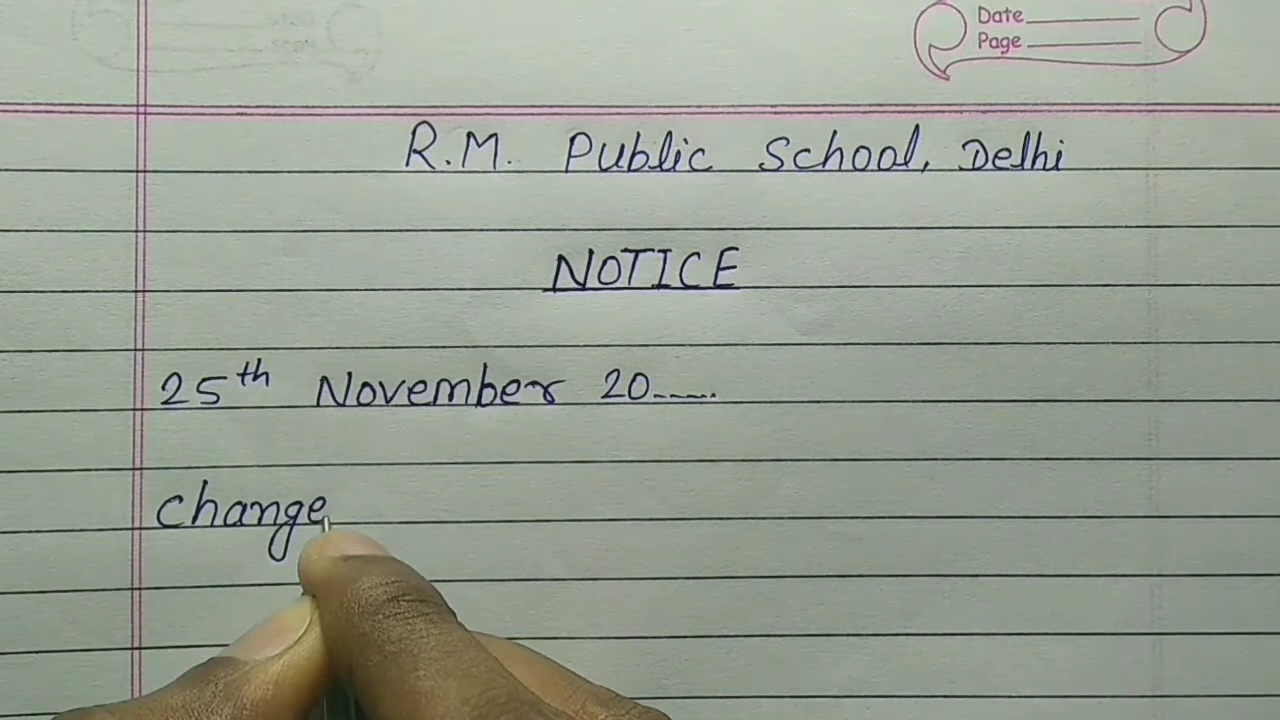 Date
Page
R.M. Public School, Delhi
NOTICE
25th November 20.....
Change